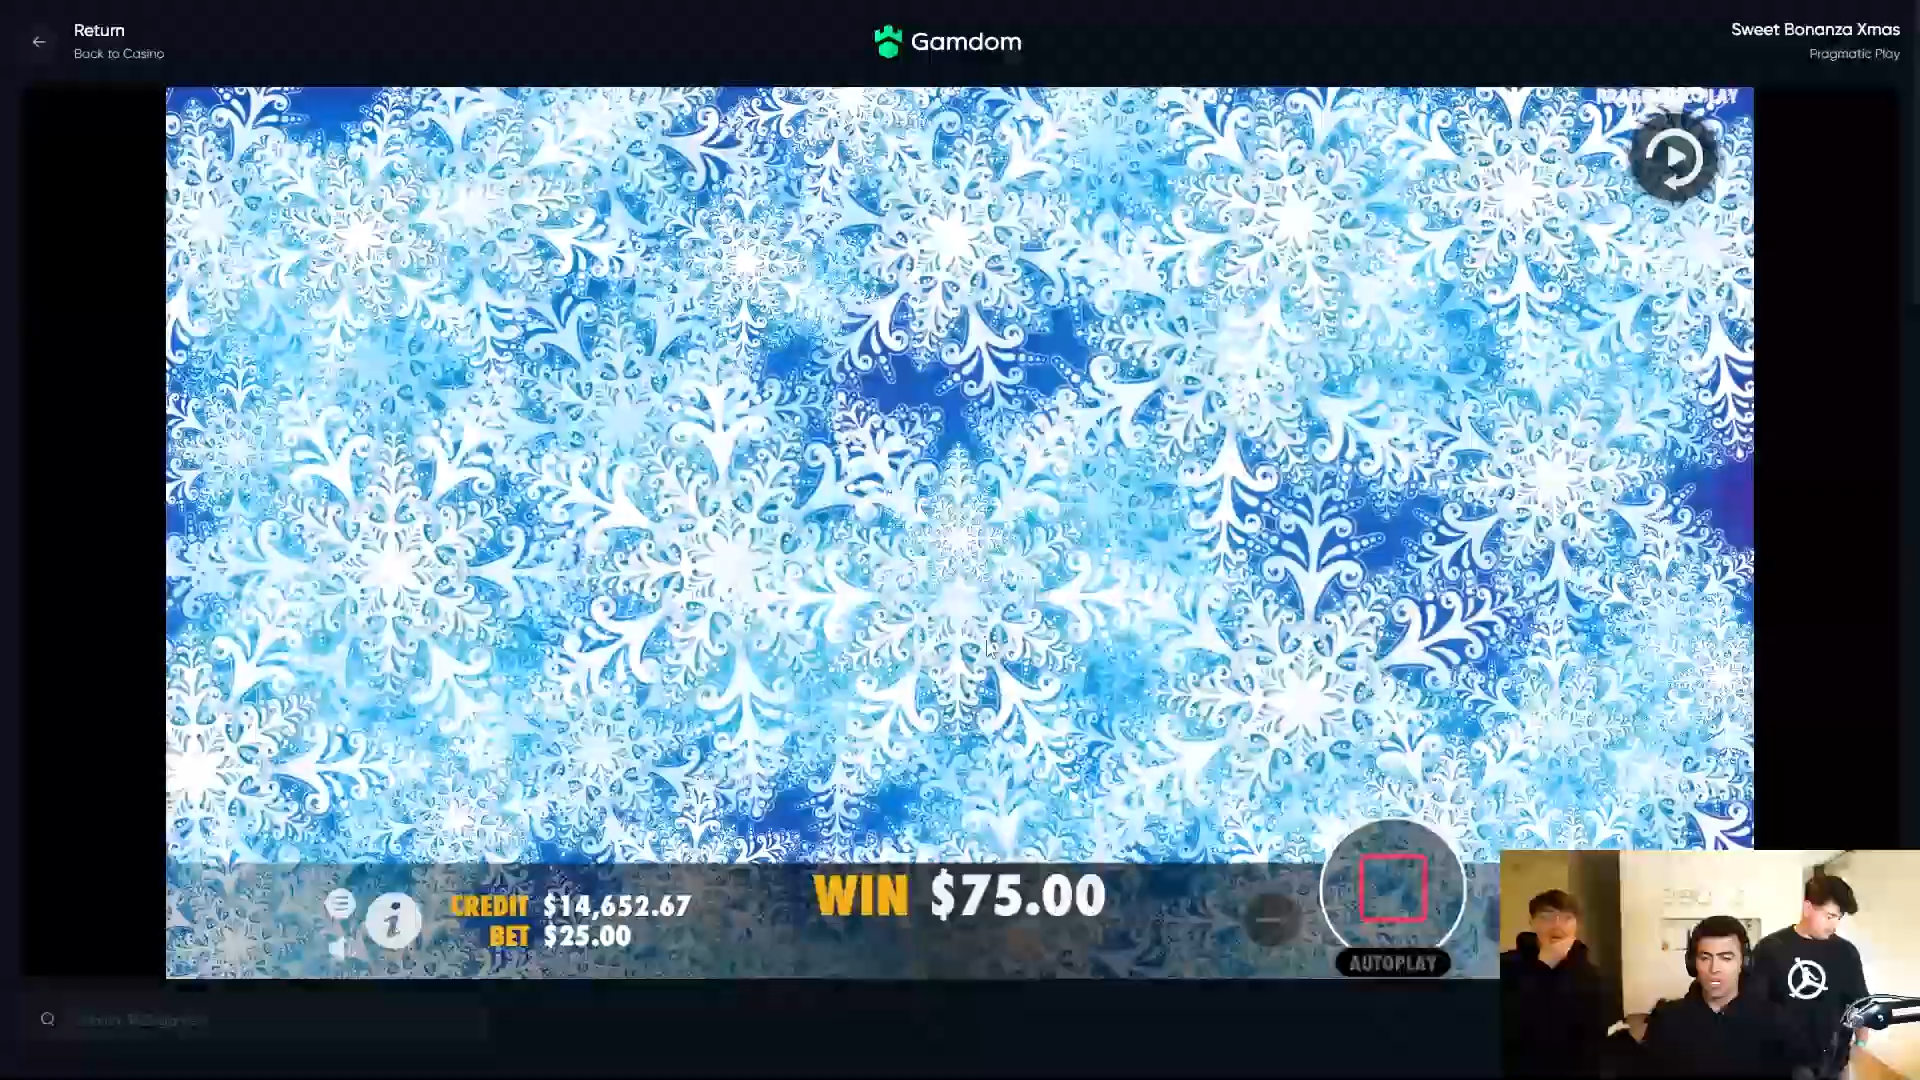 Return
Back to Casino
Gamdom
Sweet Bonanza Xmas
Pragmatic Play
CREDIT $14,652.67
BET $25.00
WIN $75.00
AUTOPLAY